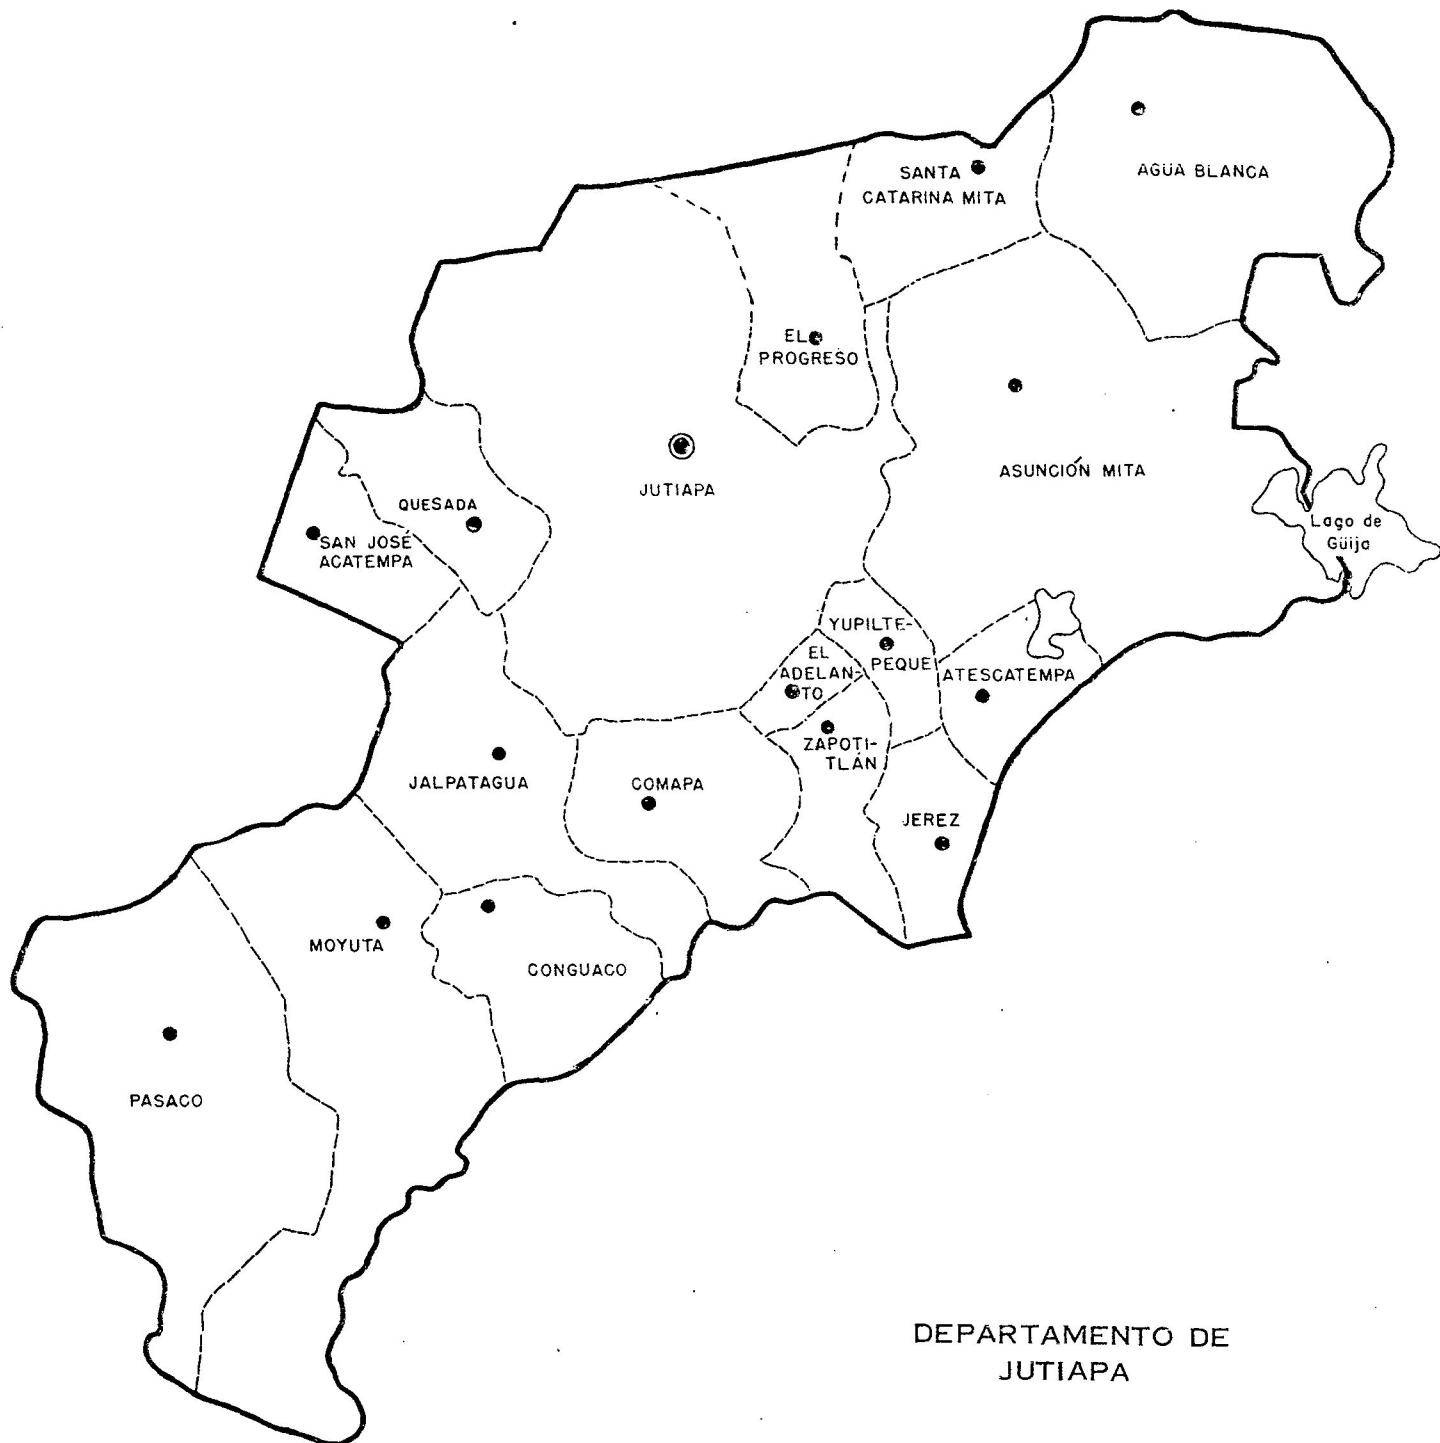 AGUA BLANCA
SANTA
CATARINA MITA
EL
PROGRESO
ASUNCIÓN MITA
JUTIAPA
QUESADA
SAN JOSÉ
ACATEMPA
Lago de
Güija
YUPILTE-
PEQUE
EL
ADELAN-
TO
ATESCATEMPA
ZAPOTI-
TLÁN
JALPATAGUA
COMAPA
JEREZ
MOYUTA
CONGUACO
PASACO
DEPARTAMENTO DE
JUTIAPA